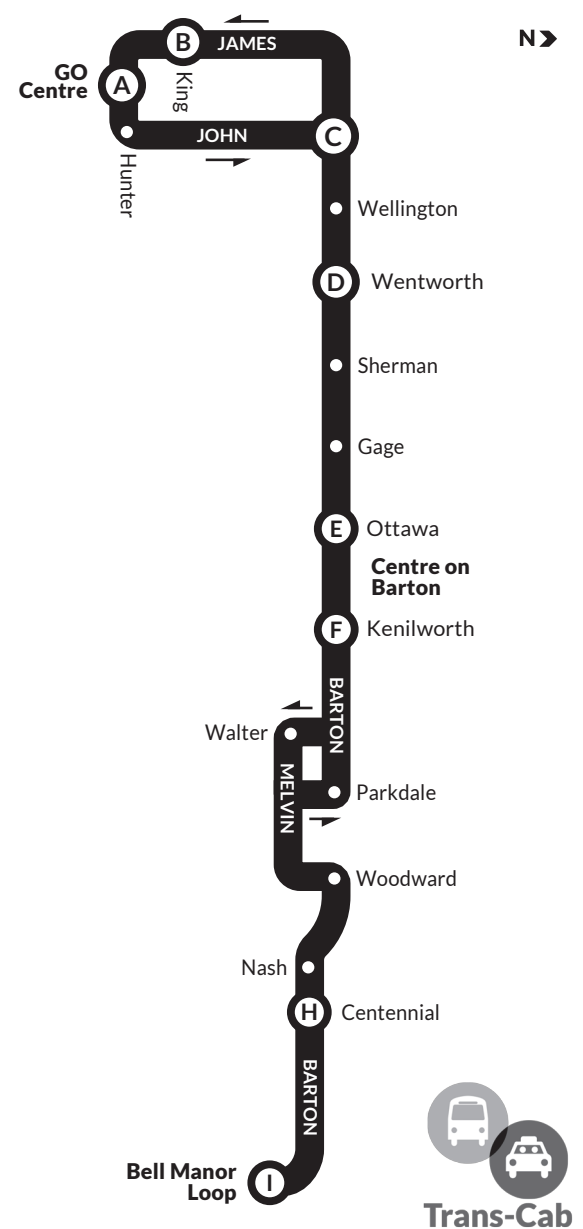 B
JAMES
N
GO
Centre
A
King
JOHN
C
Hunter
Wellington
D
Wentworth
Sherman
Gage
E
Ottawa
Centre on
Barton
F
Kenilworth
BARTON
Walter
MELVIN
Parkdale
Woodward
Nash
H
Centennial
BARTON
Bell Manor
Loop
I
Trans-Cab